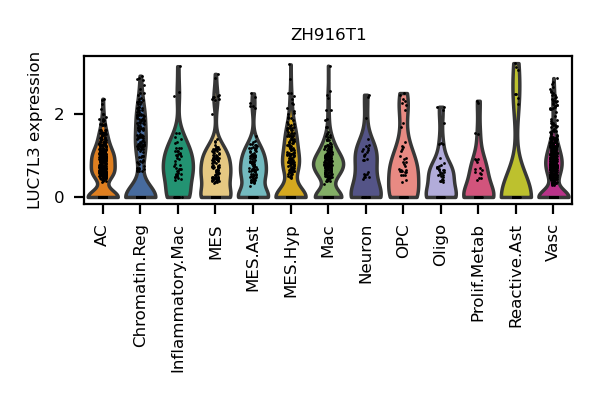 ZH916T1
LUC7L3 expression
2
0
AC
Chromatin.Reg
Inflammatory.Mac
MES
MES.Ast
MES.Hyp
Mac
Neuron
OPC
Oligo
Prolif.Metab
Reactive.Ast
Vasc